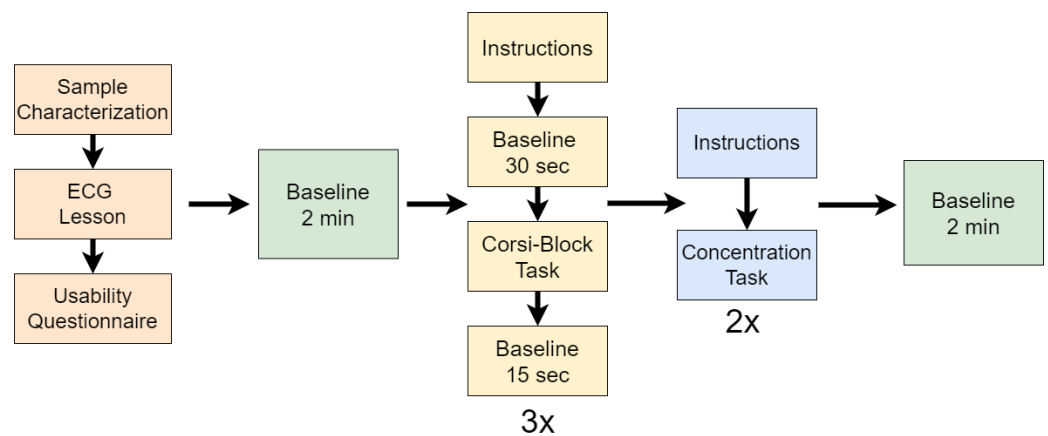 Sample
Characterization
ECG
Lesson
Usability
Questionnaire
Baseline
2 min
Instructions
Baseline
30 sec
Corsi-Block
Task
Baseline
15 sec
3x
Instructions
Concentration
Task
2x
Baseline
2 min